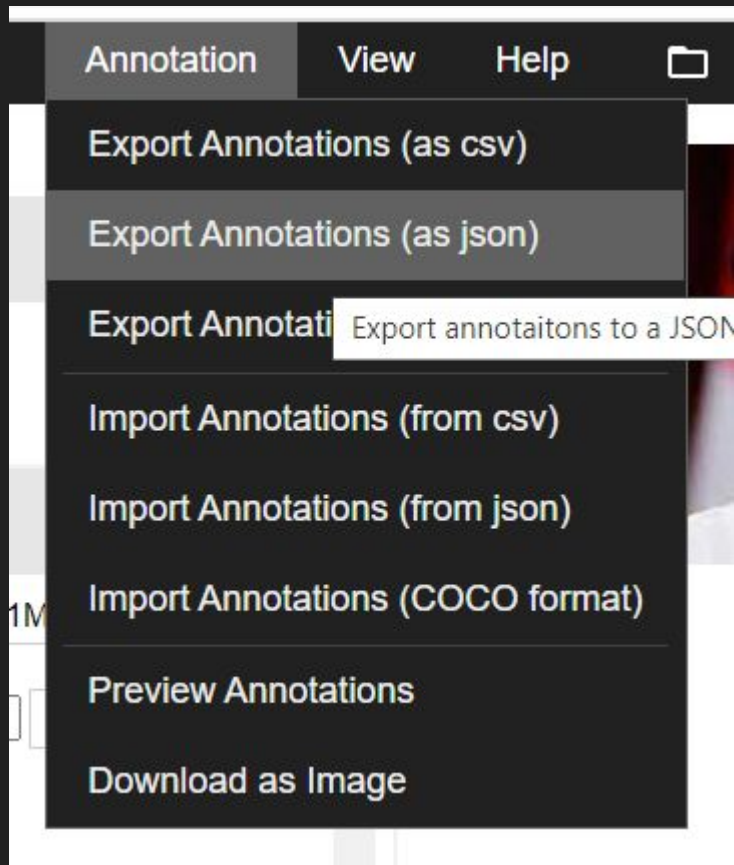 Annotation View Help
Export Annotations (as csv)
Export Annotations (as json)
Export Annotati
Export annotaitons to a JSON
Import Annotations (from csv)
Import Annotations (from json)
Import Annotations (COCO format)
1M
Preview Annotations
Download as Image